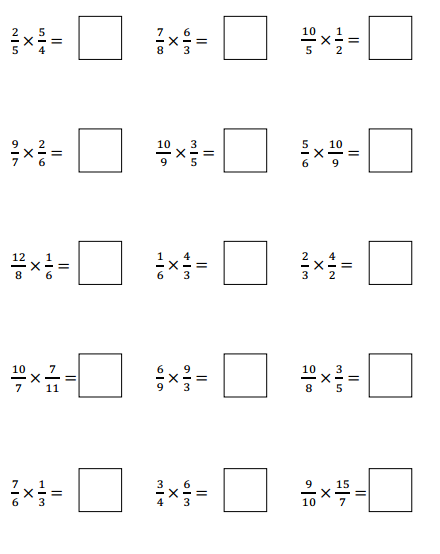 2/5 × 5/4 = 7/8 × 6/3 = 10/5 × 1/2 =
9/7 × 2/6 = 10/9 × 3/5 = 5/6 × 10/9 =
12/8 × 1/6 = 1/6 × 4/3 = 2/3 × 4/2 =
10/7 × 7/11 = 6/9 × 9/3 = 10/8 × 3/5 =
7/6 × 1/3 = 3/4 × 6/3 = 9/10 × 15/7 =